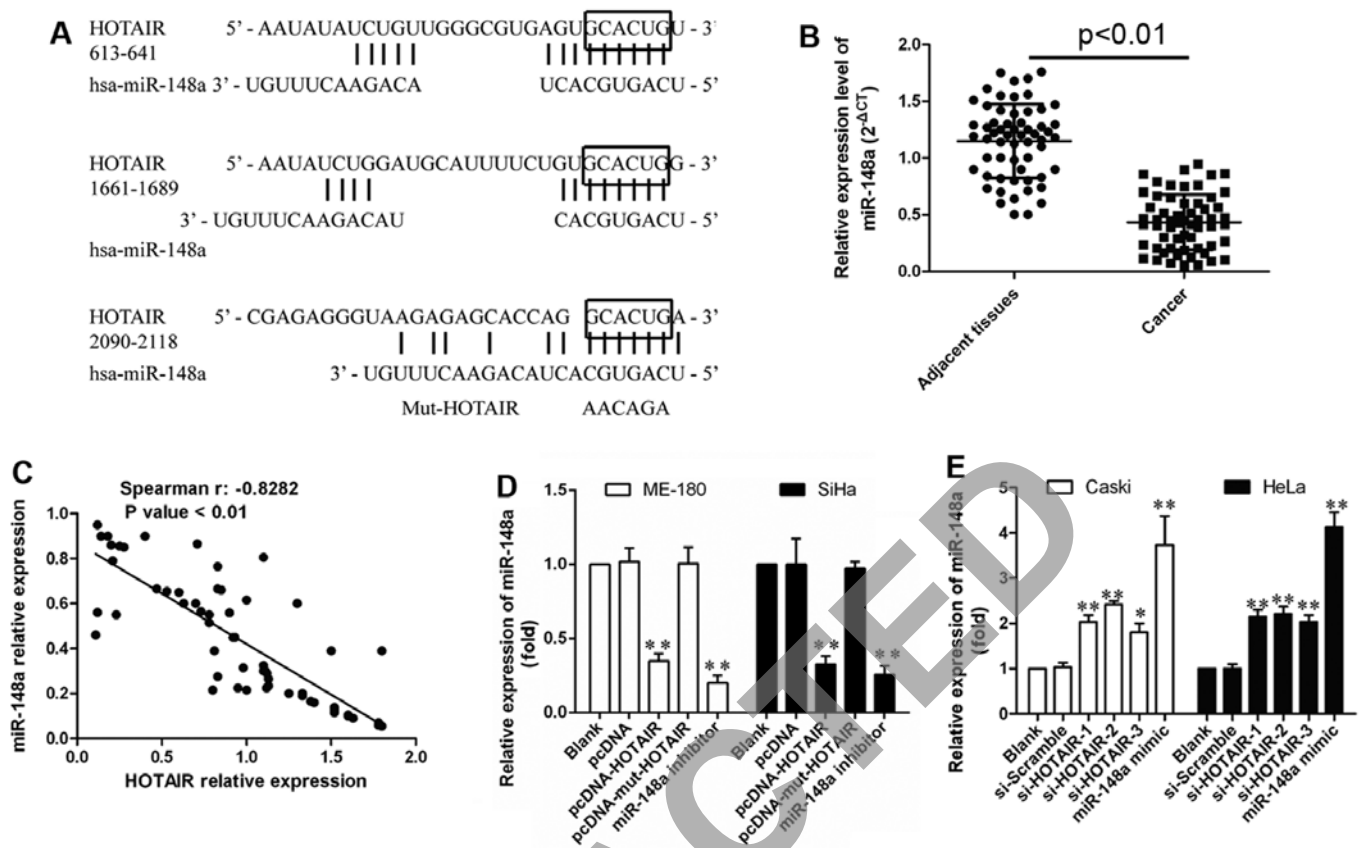 A
HOTAIR 5' - AAUAUAUCUGUUGGGCGUGAGUGCACUGU - 3'
613-641
hsa-miR-148a 3' - UGUUUCAAGACA UCACGUGACU - 5'
HOTAIR 5' - AAUAUCUGGAUGCAUUUUCUGUGCACUGG - 3'
1661-1689
3' - UGUUUCAAGACAU CACGUGACU - 5'
hsa-miR-148a
HOTAIR 5' - CGAGAGGGUAAGAGAGCACCAG GCACUGA - 3'
2090-2118
hsa-miR-148a 3' - UGUUUCAAGACAUCACGUGACU - 5'
Mut-HOTAIR AACAGA
B
p<0.01
Relative expression level of
miR-148a (2-ΔCT)
2.0
1.5
1.0
0.5
0.0
Adjacent tissues
Cancer
C
Spearman r: -0.8282
P value < 0.01
miR-148a relative expression
1.0
0.8
0.6
0.4
0.2
0.0
0.0 0.5 1.0 1.5 2.0
HOTAIR relative expression
D
ME-180 SiHa
Relative expression of miR-148a
(fold)
1.5
1.0
0.5
0.0
** ** ** **
Blank
pcDNA
pcDNA-HOTAIR
pcDNA-mut-HOTAIR
miR-148a inhibitor
Blank
pcDNA
pcDNA-HOTAIR
pcDNA-mut-HOTAIR
miR-148a inhibitor
E
Caski HeLa
Relative expression of miR-148a
(fold)
5
4
3
2
1
0
** ** * ** ** ** ** **
Blank
si-Scramble
si-HOTAIR-1
si-HOTAIR-2
si-HOTAIR-3
miR-148a mimic
Blank
si-Scramble
si-HOTAIR-1
si-HOTAIR-2
si-HOTAIR-3
miR-148a mimic
CTED